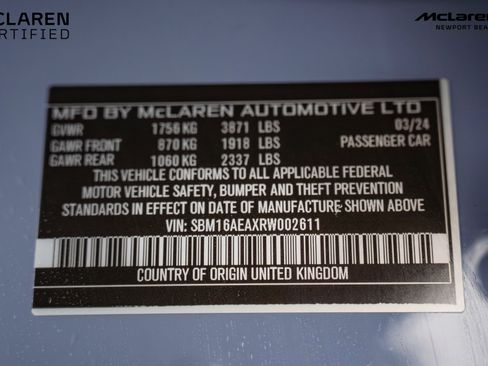 McLAREN
CERTIFIED
McLaren
NEWPORT BEA
MFD BY McLAREN AUTOMOTIVE LTD
GVWR 1756 KG 3871 LBS 03/24
GAWR FRONT 870 KG 1918 LBS PASSENGER CAR
GAWR REAR 1060 KG 2337 LBS
THIS VEHICLE CONFORMS TO ALL APPLICABLE FEDERAL
MOTOR VEHICLE SAFETY, BUMPER AND THEFT PREVENTION
STANDARDS IN EFFECT ON DATE OF MANUFACTURE SHOWN ABOVE
VIN: SBM16AEAXRW002611
COUNTRY OF ORIGIN UNITED KINGDOM